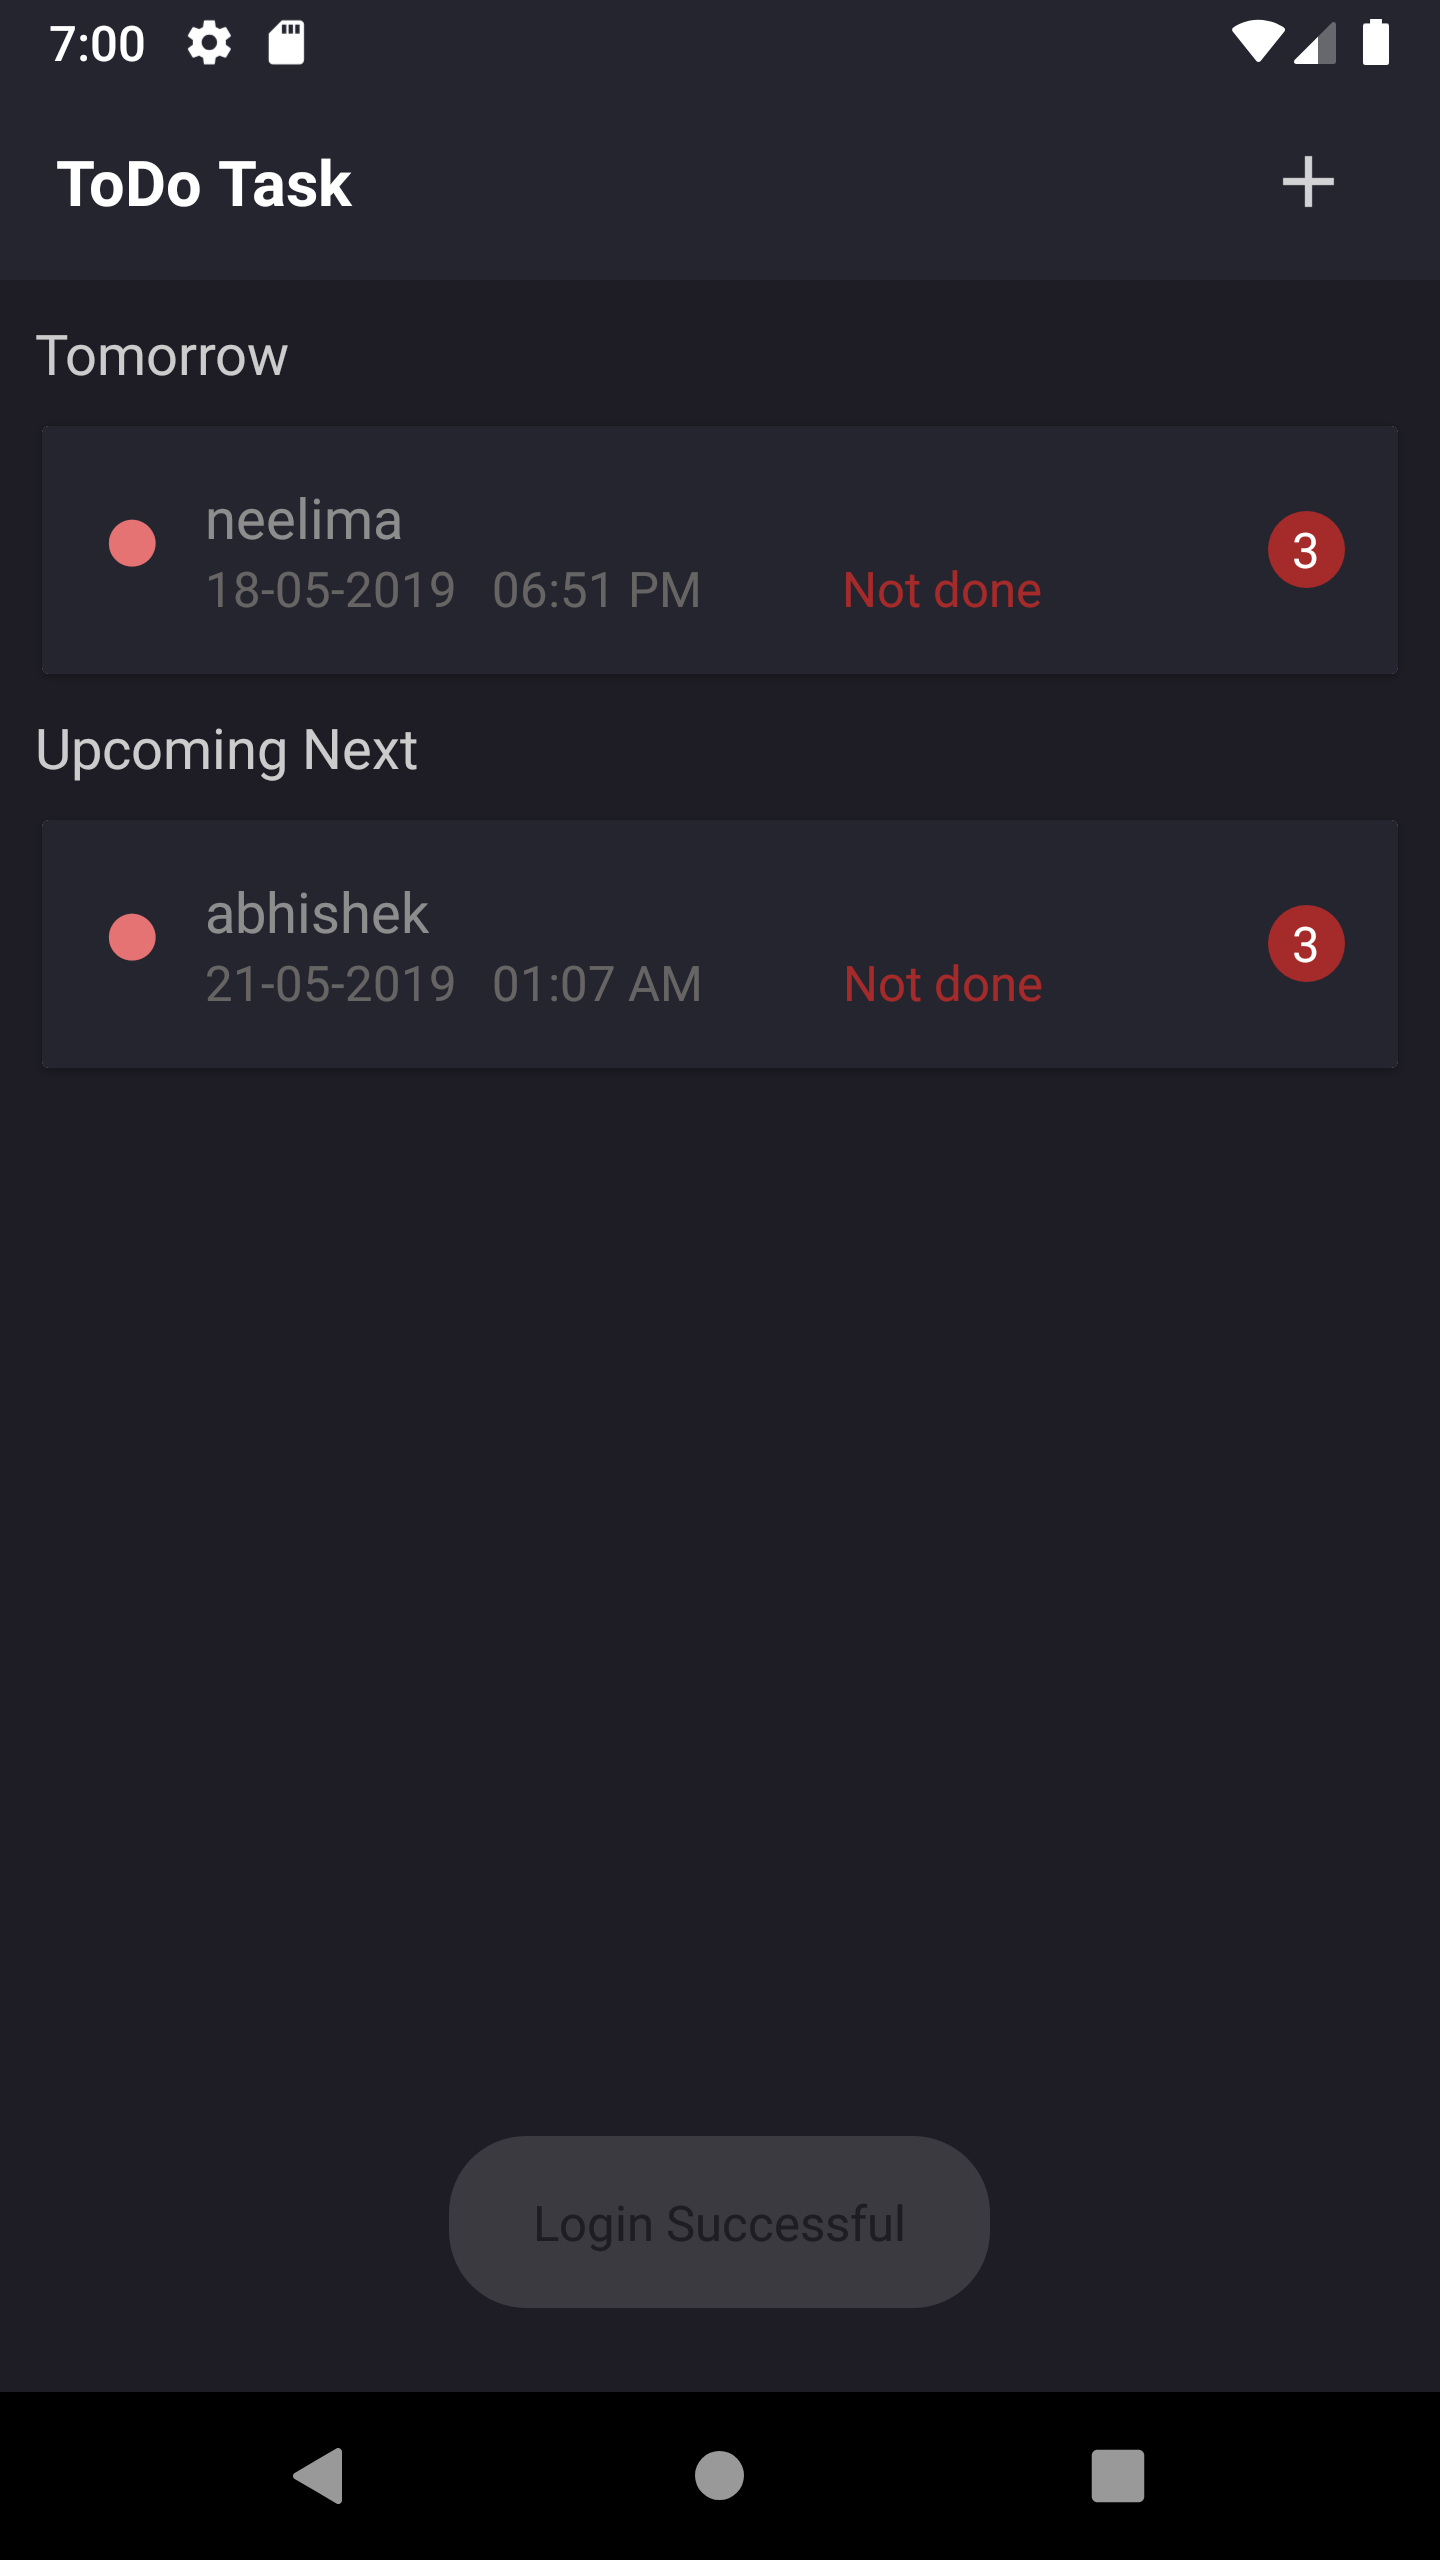 7:00
ToDo Task
Tomorrow
neelima
18-05-2019 06:51 PM Not done
3
Upcoming Next
abhishek
21-05-2019 01:07 AM Not done
3
Login Successful